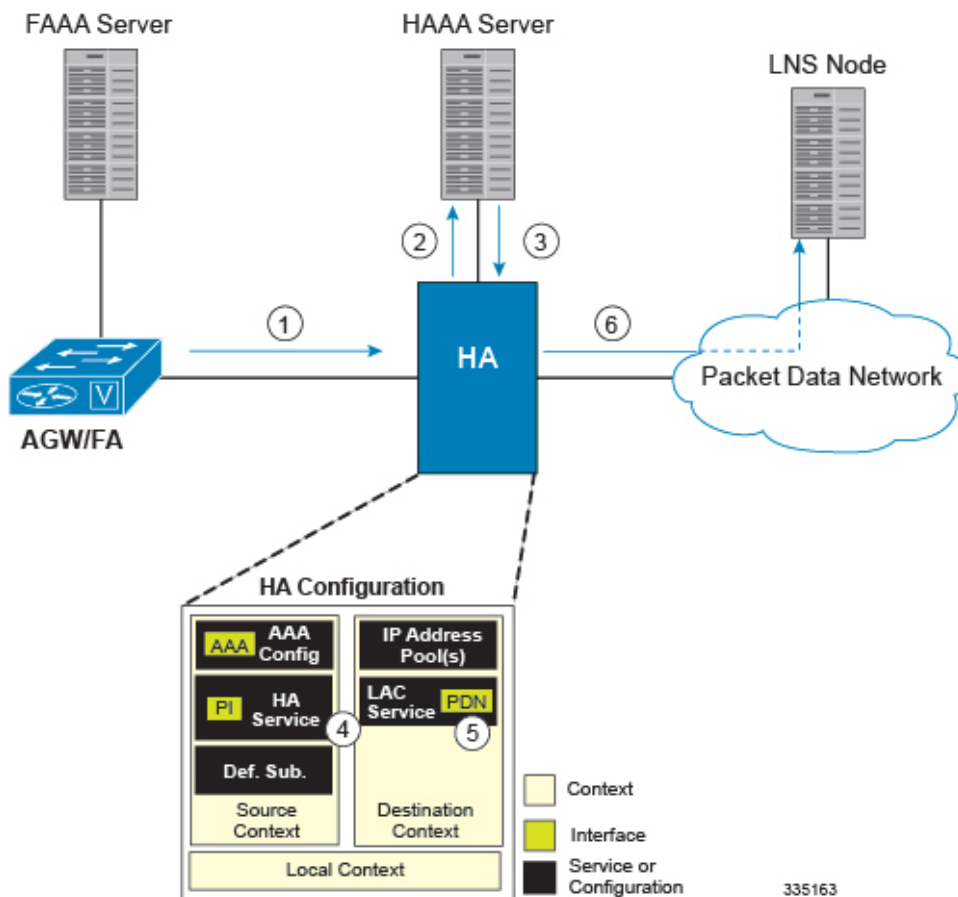 FAAA Server
HAAA Server
LNS Node
2
3
1
6
HA
Packet Data Network
V
AGW/FA
HA Configuration
AAA
AAA
Config
IP Address
Pool(s)
PI
HA
Service
LAC
Service
PDN
4
5
Def. Sub.
Source
Context
Destination
Context
Local Context
Context
Interface
Service or
Configuration
335163